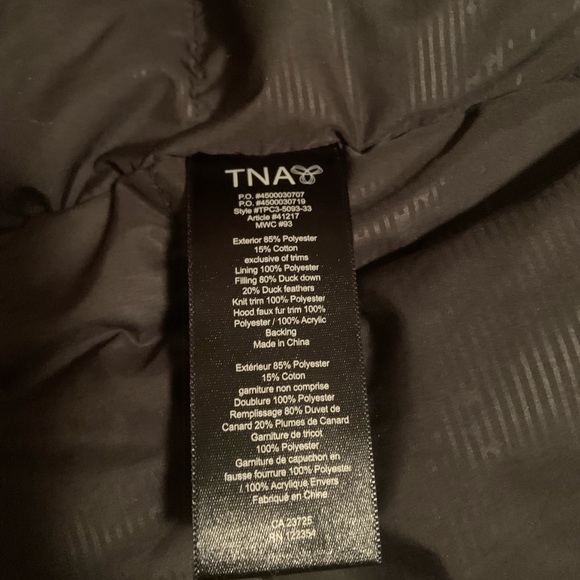 TNA
P.O. #4500030707
P.O. #4500030719
Style #TPC3-5093-33
Article #41217
MWC #93
Exterior 85% Polyester
15% Cotton
exclusive of trims
Lining 100% Polyester
Filling 80% Duck down
20% Duck feathers
Knit trim 100% Polyester
Hood faux fur trim 100%
Polyester / 100% Acrylic
Backing
Made in China
Extérieur 85% Polyester
15% Coton
garniture non comprise
Doublure 100% Polyester
Remplissage 80% Duvet de
Canard 20% Plumes de Canard
Garniture de tricot
100% Polyester
Garniture de capuchon en
fausse fourrure 100% Polyester
/ 100% Acrylique Envers
Fabriqué en Chine
CA 23725
RN 122354